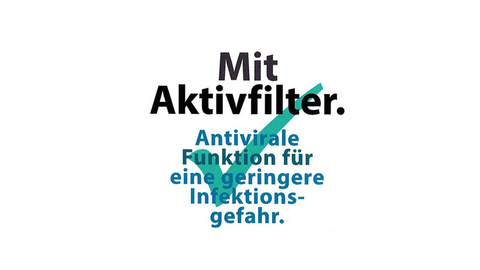 Mit
Aktivfilter.
Antivirale
Funktion für
eine geringere
Infektions-
gefahr.